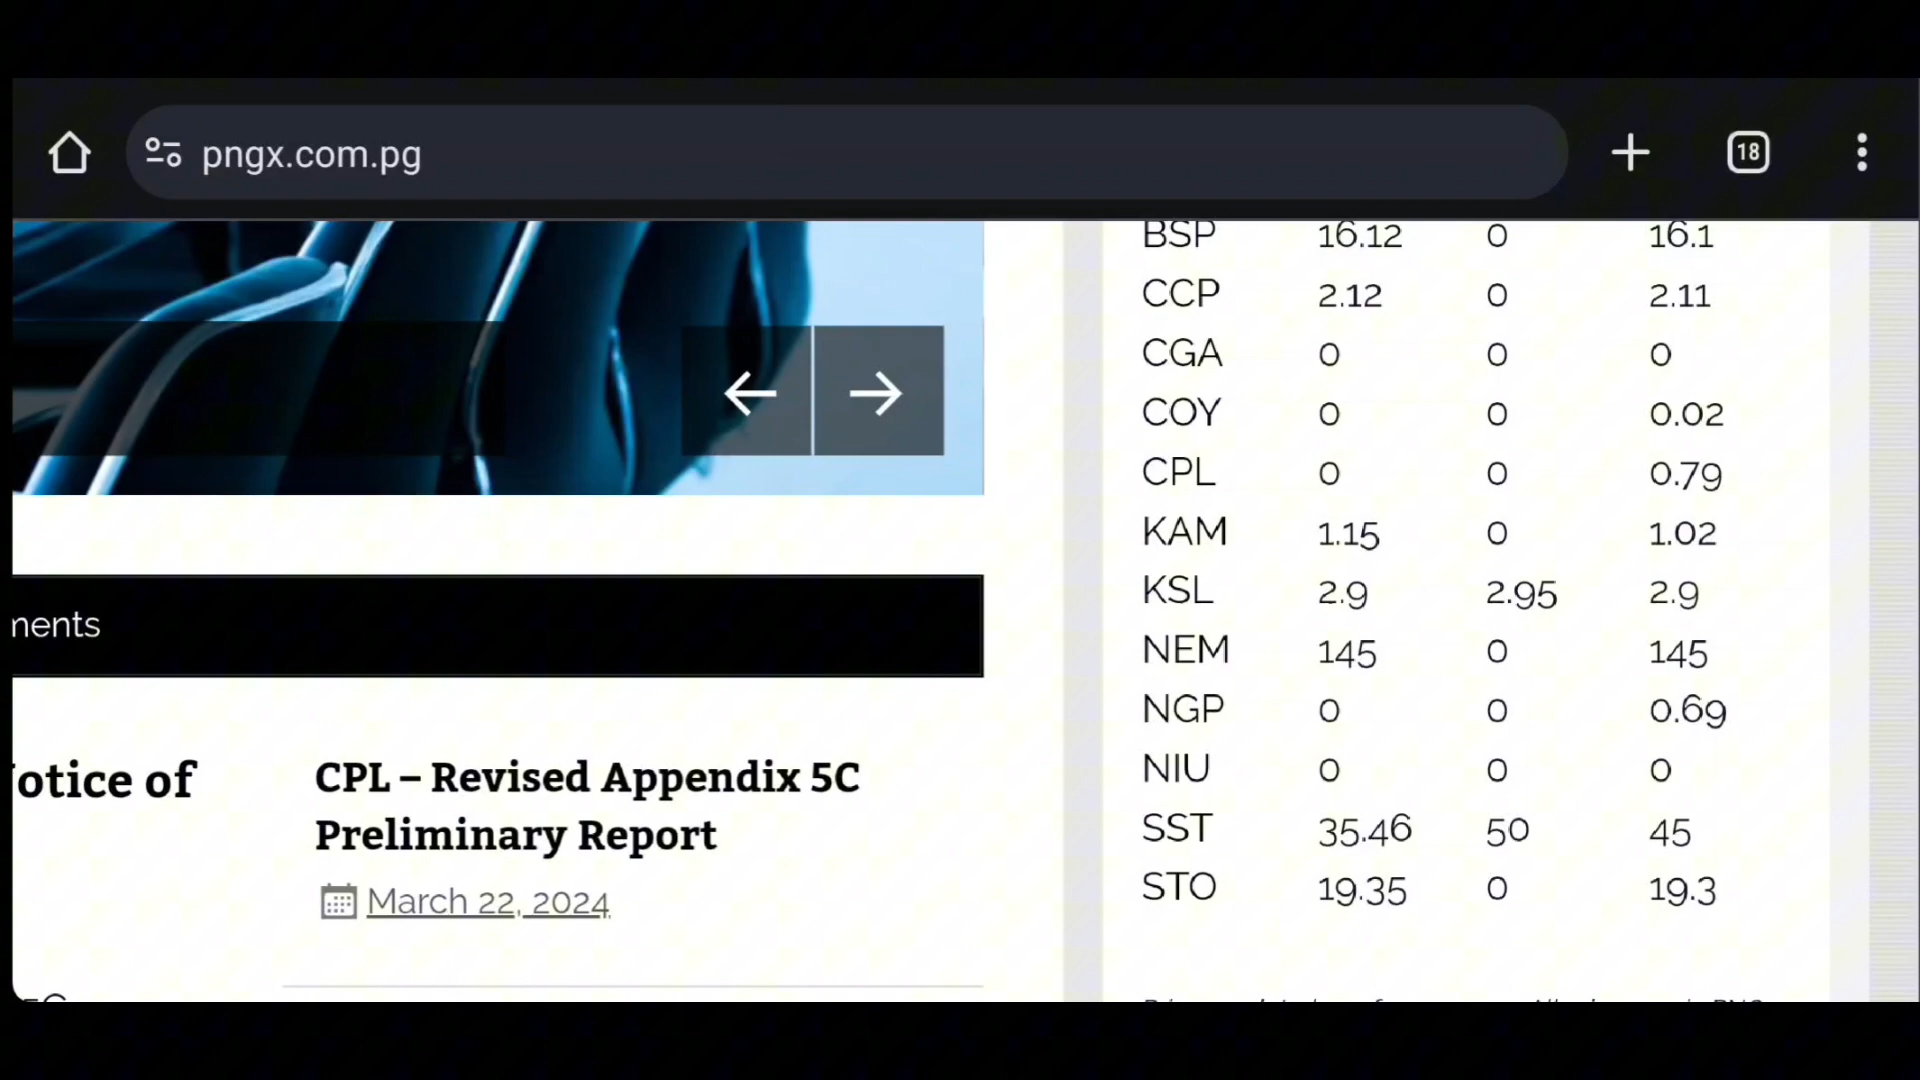 pngx.com.pg
18
BSP 16.12 0 16.1
CCP 2.12 0 2.11
CGA 0 0 0
COY 0 0 0.02
CPL 0 0 0.79
KAM 1.15 0 1.02
KSL 2.9 2.95 2.9
NEM 145 0 145
NGP 0 0 0.69
NIU 0 0 0
SST 35.46 50 45
STO 19.35 0 19.3
ments
otice of
CPL – Revised Appendix 5C
Preliminary Report
March 22, 2024